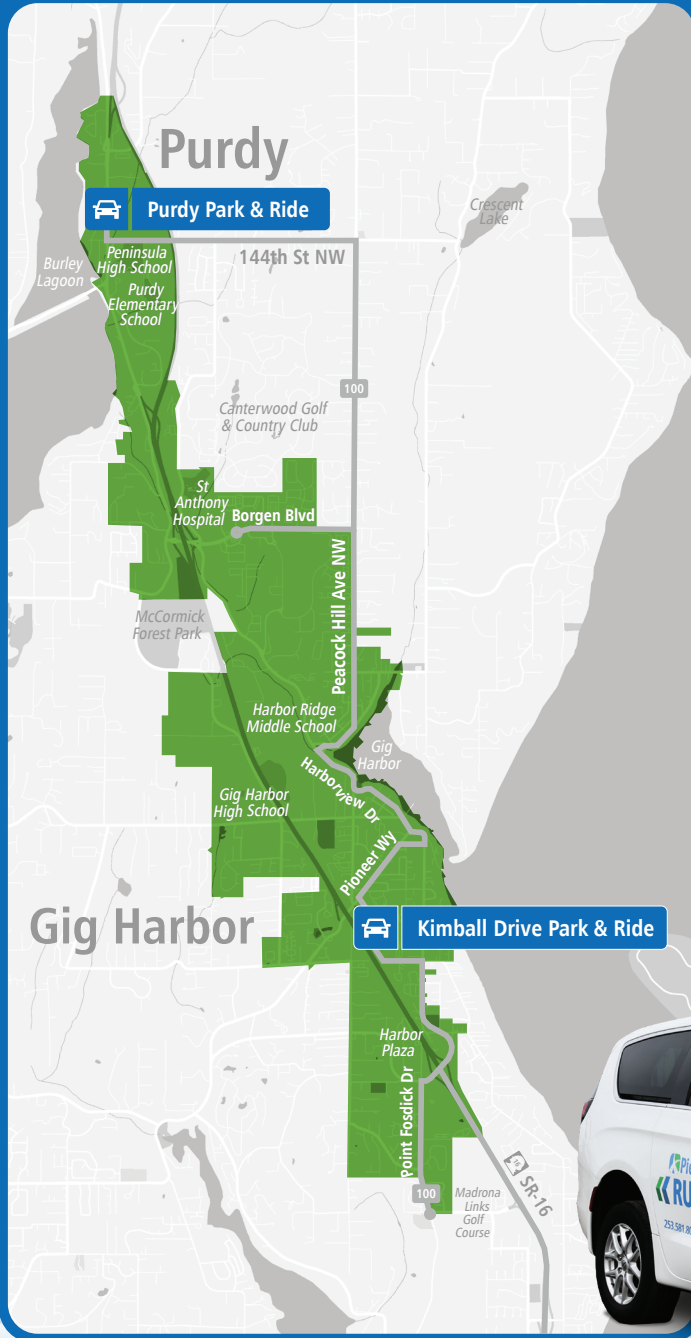 Purdy
Purdy Park & Ride
Crescent
Lake
144th St NW
Peninsula
High School
Burley
Lagoon
Purdy
Elementary
School
100
Canterwood Golf
& Country Club
St
Anthony
Hospital
Borgen Blvd
Peacock Hill Ave NW
McCormick
Forest Park
Harbor Ridge
Middle School
Gig
Harbor
Harborview Dr
Gig Harbor
High School
Pioneer Wy
Gig Harbor
Kimball Drive Park & Ride
Harbor
Plaza
Point Fosdick Dr
16
SR-16
100
Madrona
Links
Golf
Course
RU